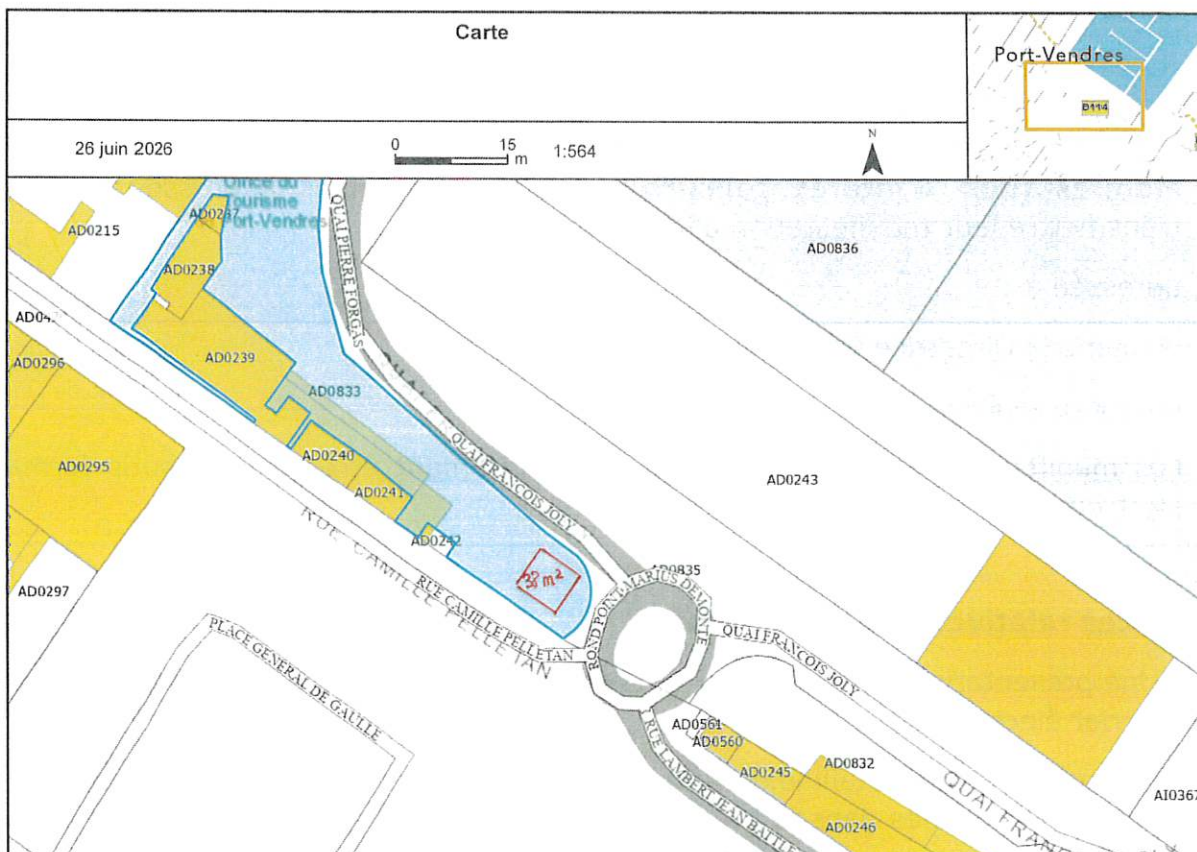 Carte
Port-Vendres
D114
26 juin 2026
0 15
m
1:564
N
Office du
Tourisme
Port-Vendres
AD0237
AD0215
AD0238
QUAI PIERRE FORGAS
AD0836
AD0296
AD0239
AD0833
AD0295
AD0240
AD0241
AD0242
QUAI FRANCOIS JOLY
AD0243
AD0297
RUE CAMILLE PELLETAN
RUE CAMILLE PELLETAN
m²
AD0835
ROND POINT MARIUS DEMONTE
QUAI FRANCOIS JOLY
PLACE GENERAL DE GAULLE
AD0561
AD0560
AD0245
AD0832
AD0246
RUE LAMBERT JEAN BATTLE
QUAI FRAN
AI0367